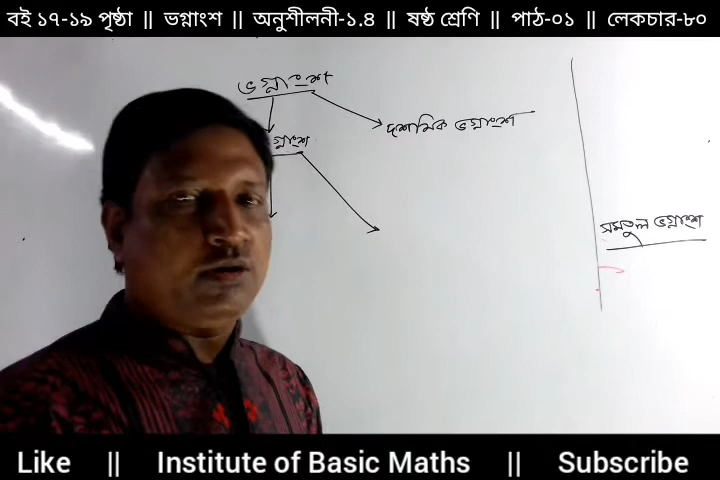 বই ১৭-১৯ পৃষ্ঠা || ভগ্নাংশ || অনুশীলনী-১.৪ || ষষ্ঠ শ্রেণি || পাঠ-০১ || লেকচার-৮০
ভগ্নাংশ
দশমিক ভগ্নাংশ
গ্নাংশ
সমতুল ভগ্নাংশ
Like || Institute of Basic Maths || Subscribe